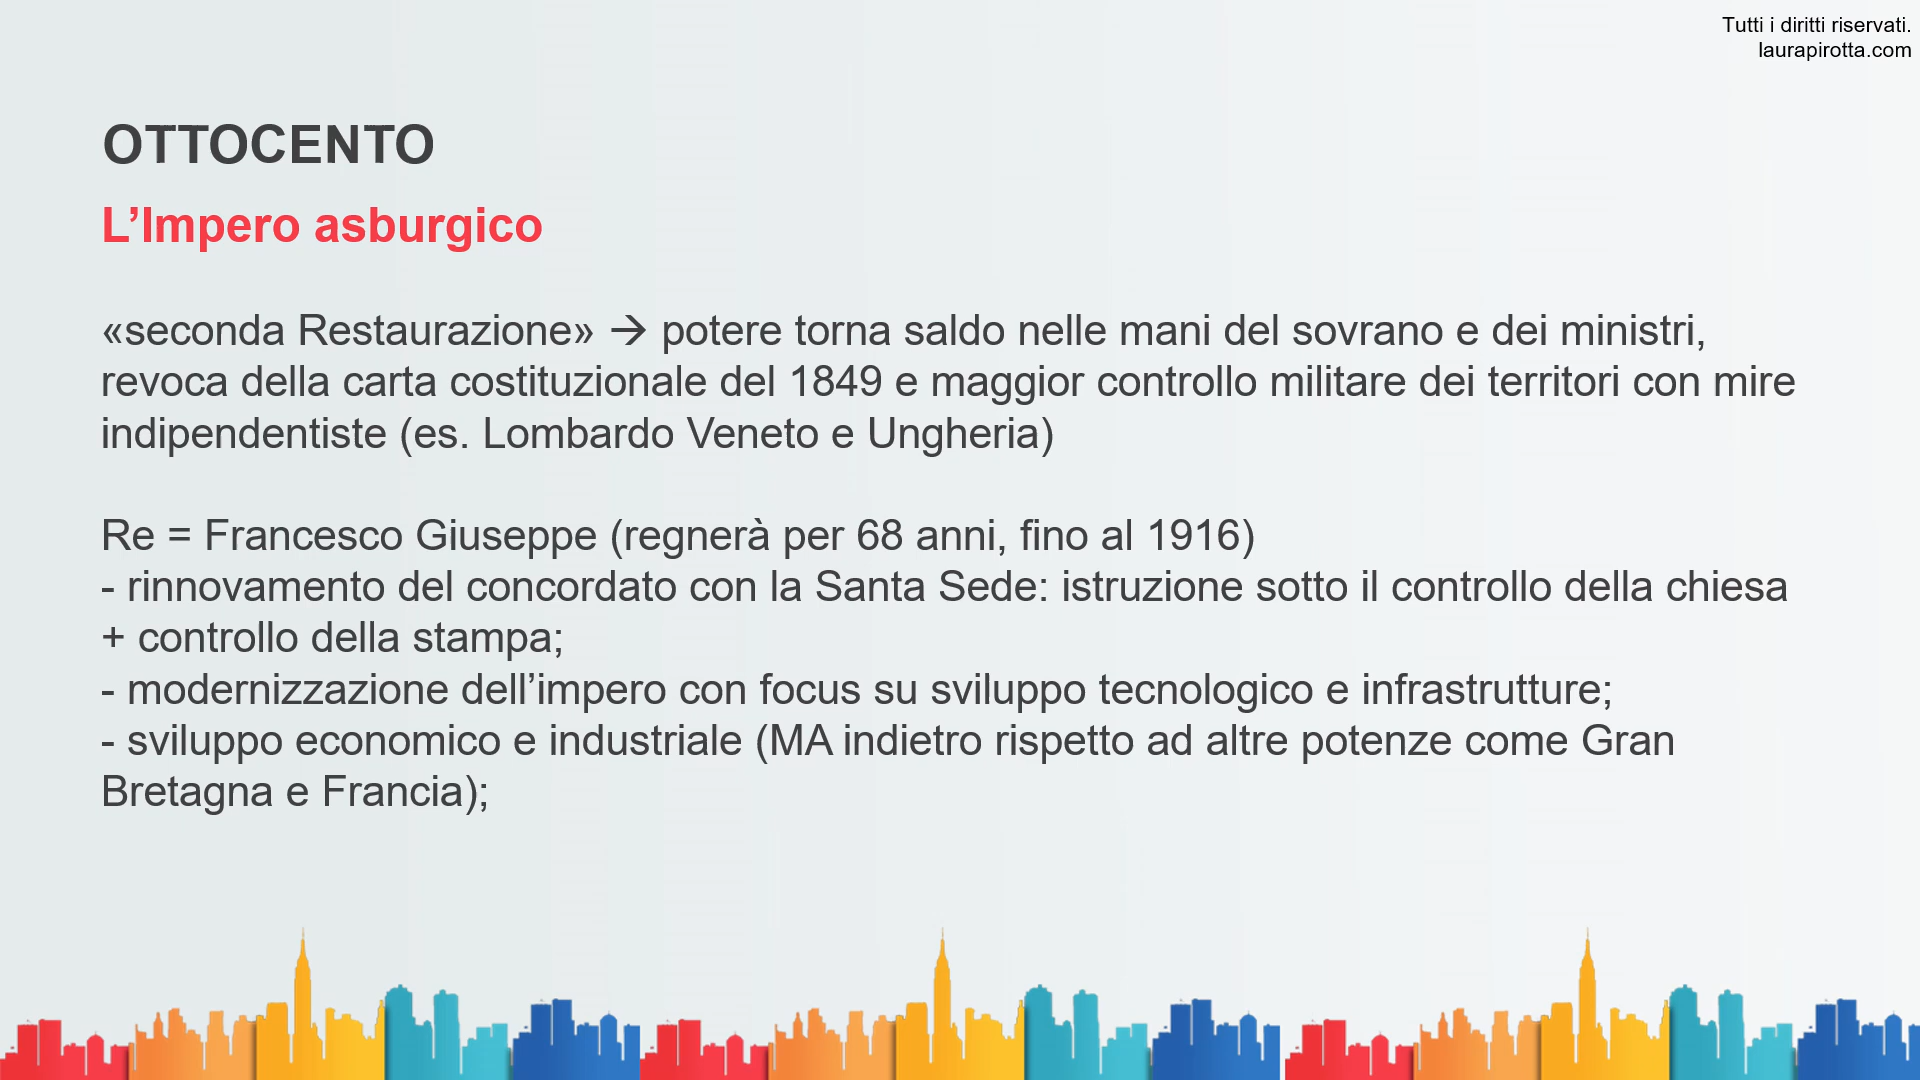 Tutti i diritti riservati.
laurapirotta.com
OTTOCENTO
L’Impero asburgico
«seconda Restaurazione» → potere torna saldo nelle mani del sovrano e dei ministri,
revoca della carta costituzionale del 1849 e maggior controllo militare dei territori con mire
indipendentiste (es. Lombardo Veneto e Ungheria)
Re = Francesco Giuseppe (regnerà per 68 anni, fino al 1916)
- rinnovamento del concordato con la Santa Sede: istruzione sotto il controllo della chiesa
+ controllo della stampa;
- modernizzazione dell’impero con focus su sviluppo tecnologico e infrastrutture;
- sviluppo economico e industriale (MA indietro rispetto ad altre potenze come Gran
Bretagna e Francia);